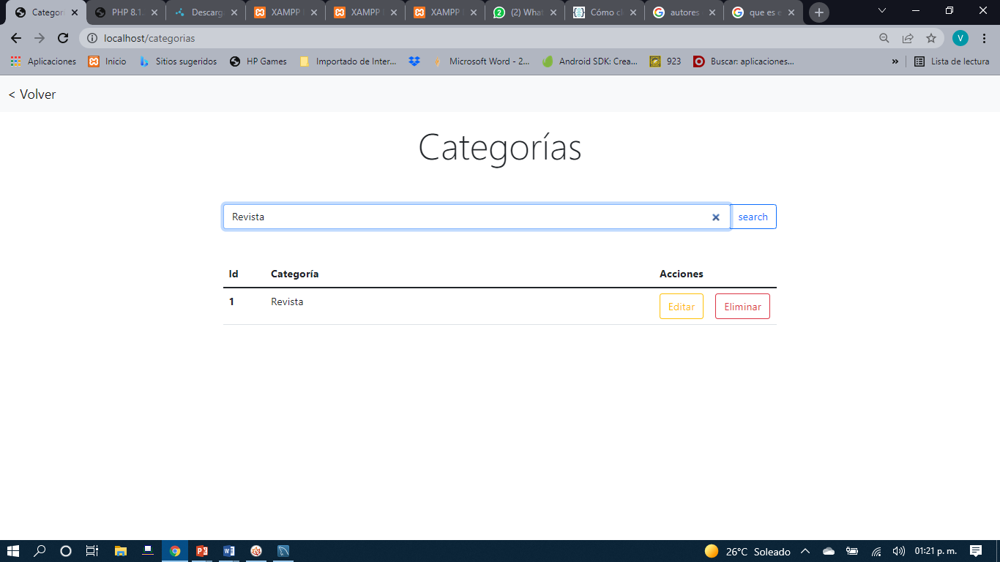 Categorí
PHP 8.1.
Descarg
XAMPP
XAMPP
XAMPP
(2) What
Cómo cl
autores
que es e
localhost/categorias
V
Aplicaciones
Inicio
Sitios sugeridos
HP Games
Importado de Inter...
Microsoft Word - 2...
Android SDK: Crea...
923
Buscar: aplicaciones...
»
Lista de lectura
< Volver
Categorías
Revista
search
Id Categoría Acciones
1 Revista Editar Eliminar
26°C Soleado
01:21 p. m.